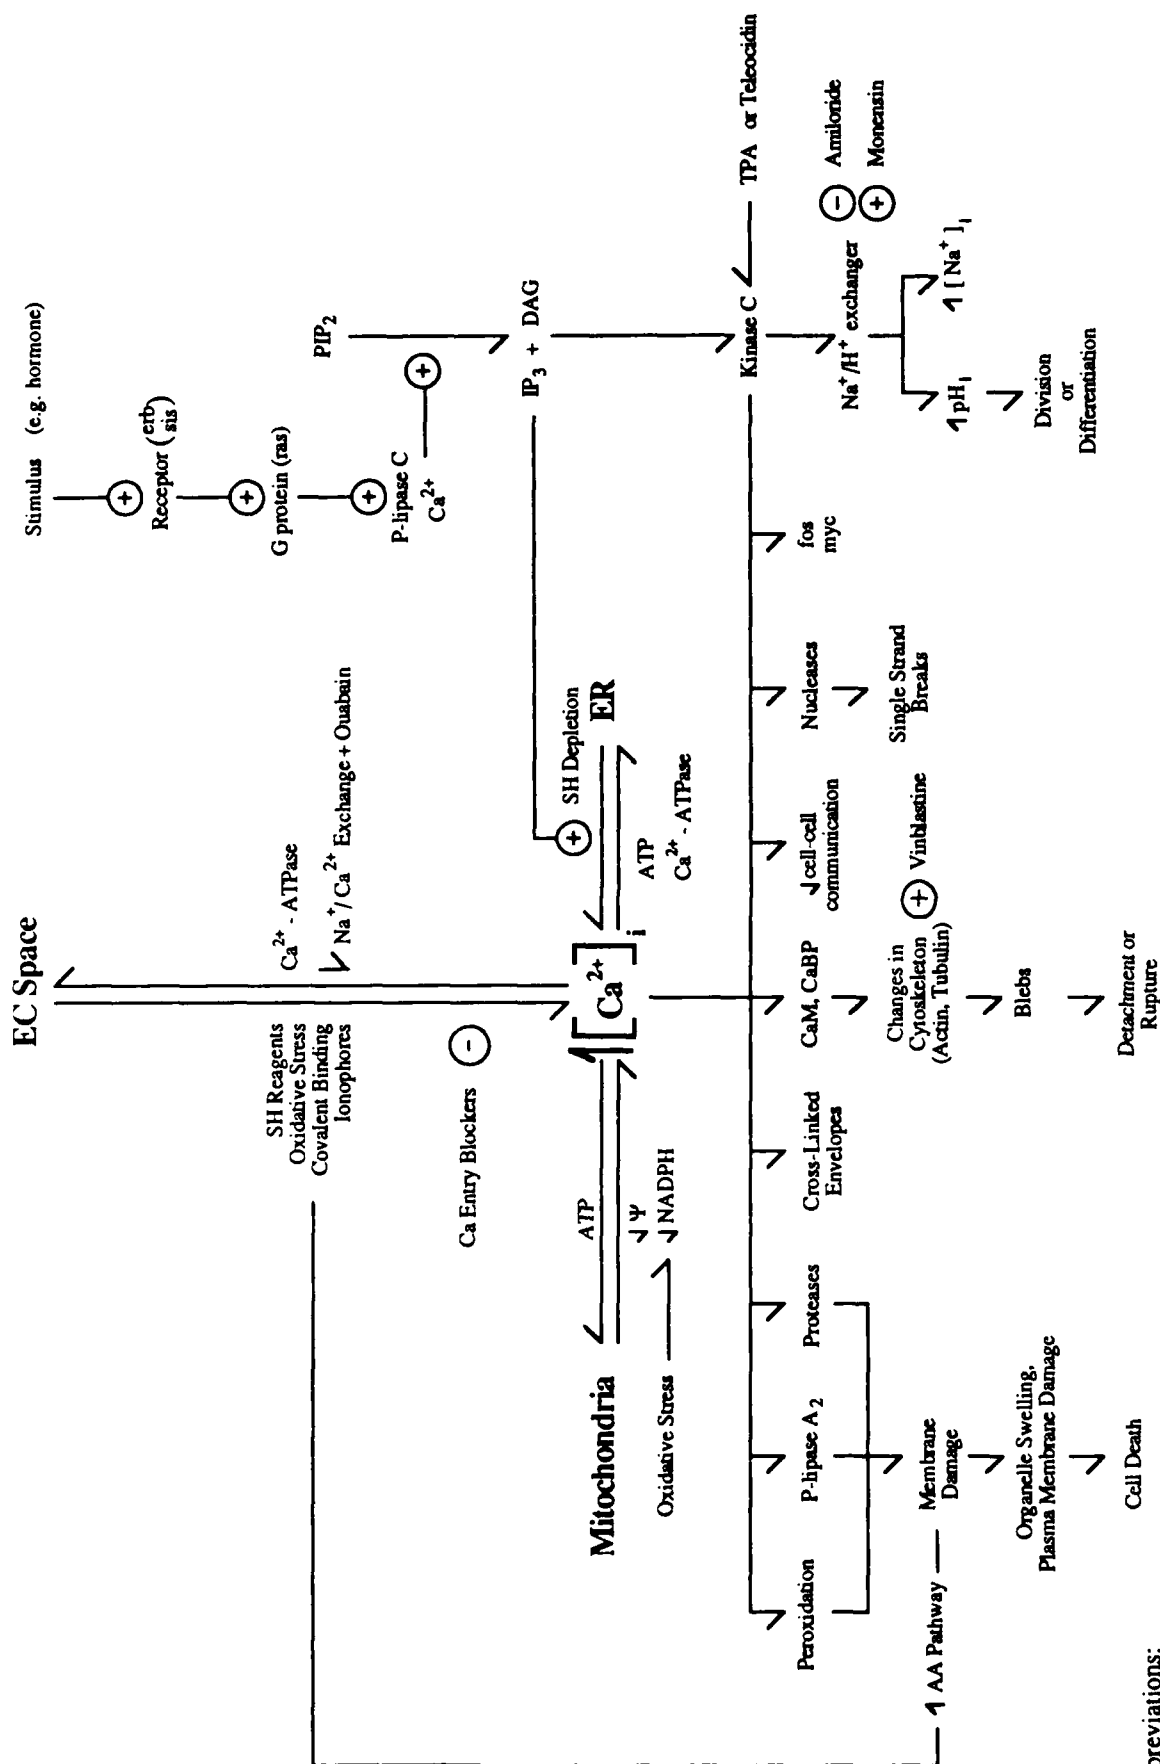 EC Space
Stimulus (e.g. hormone)
+
Receptor (erb
sis)
+
G protein (ras)
+
P-lipase C
Ca2+
+
PIP2
IP3 + DAG
SH Reagents
Oxidative Stress
Covalent Binding
Ionophores
Ca2+ - ATPase
Na+/Ca2+ Exchange + Ouabain
Ca Entry Blockers
−
Mitochondria
ATP
↓ Ψ
↓ NADPH
Oxidative Stress
↑[Ca2+]i
+
SH Depletion
ER
ATP
Ca2+ - ATPase
Kinase C
TPA or Teleocidin
Peroxidation
P-lipase A2
Proteases
Cross-Linked
Envelopes
CaM, CaBP
↓ cell-cell
communication
Nucleases
fos
myc
Na+/H+ exchanger
− Amiloride
+ Monensin
↑ AA Pathway
Membrane
Damage
Changes in
Cytoskeleton
(Actin, Tubulin)
+ Vinblastine
Single Strand
Breaks
↑ pHi
↑ [Na+]i
Organelle Swelling,
Plasma Membrane Damage
Blebs
Division
or
Differentiation
Cell Death
Detachment or
Rupture
breviations: